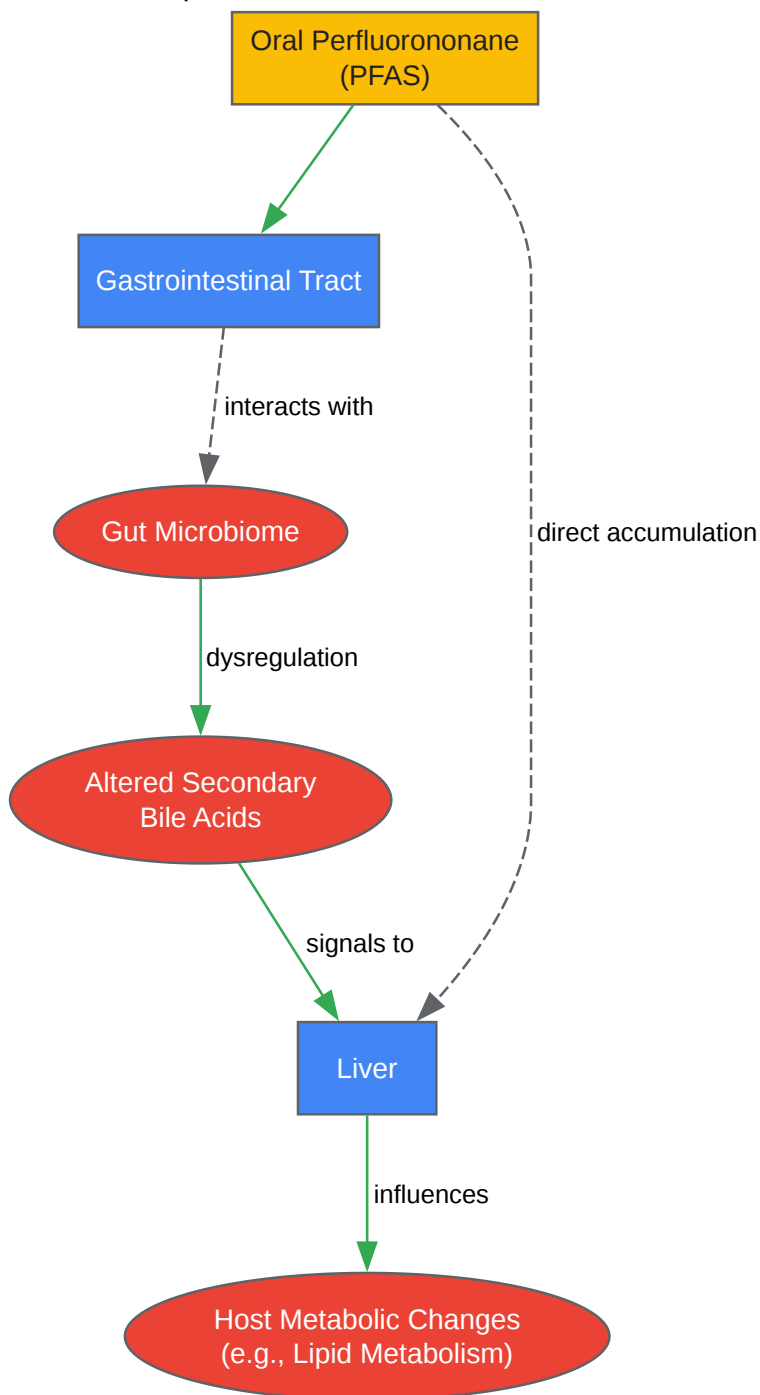 Oral Perfluorononane
(PFAS)
Gastrointestinal Tract
interacts with
Gut Microbiome
direct accumulation
dysregulation
Altered Secondary
Bile Acids
signals to
Liver
influences
Host Metabolic Changes
(e.g., Lipid Metabolism)